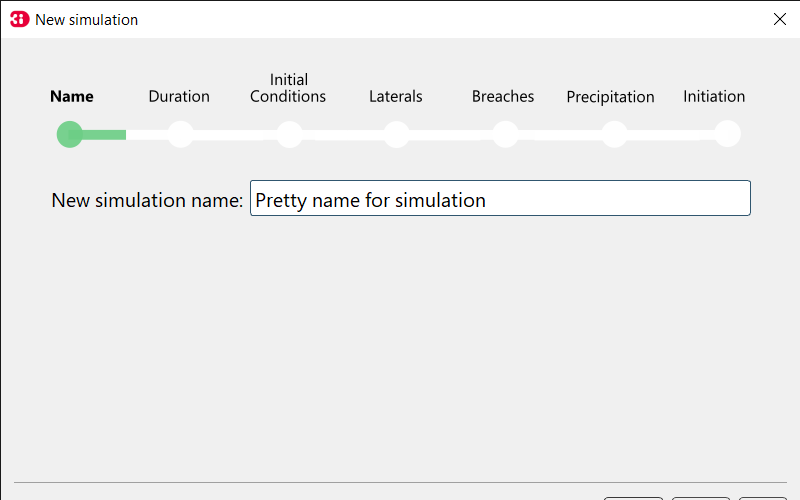 New simulation
Name
Duration
Initial
Conditions
Laterals
Breaches
Precipitation
Initiation
New simulation name: Pretty name for simulation